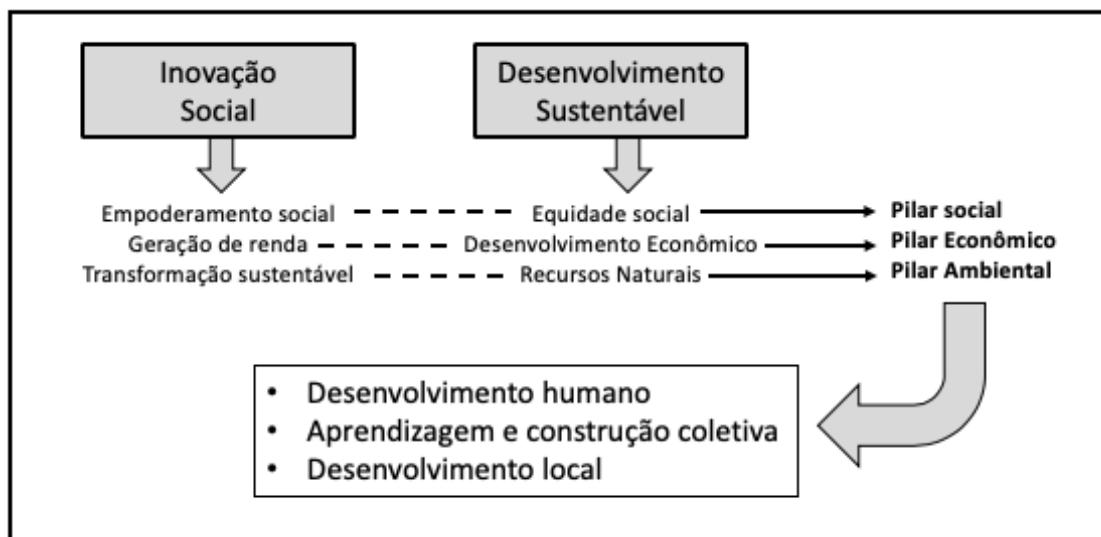 Inovação
Social
Desenvolvimento
Sustentável
Empoderamento social Equidade social Pilar social
Geração de renda Desenvolvimento Econômico Pilar Econômico
Transformação sustentável Recursos Naturais Pilar Ambiental
• Desenvolvimento humano
• Aprendizagem e construção coletiva
• Desenvolvimento local